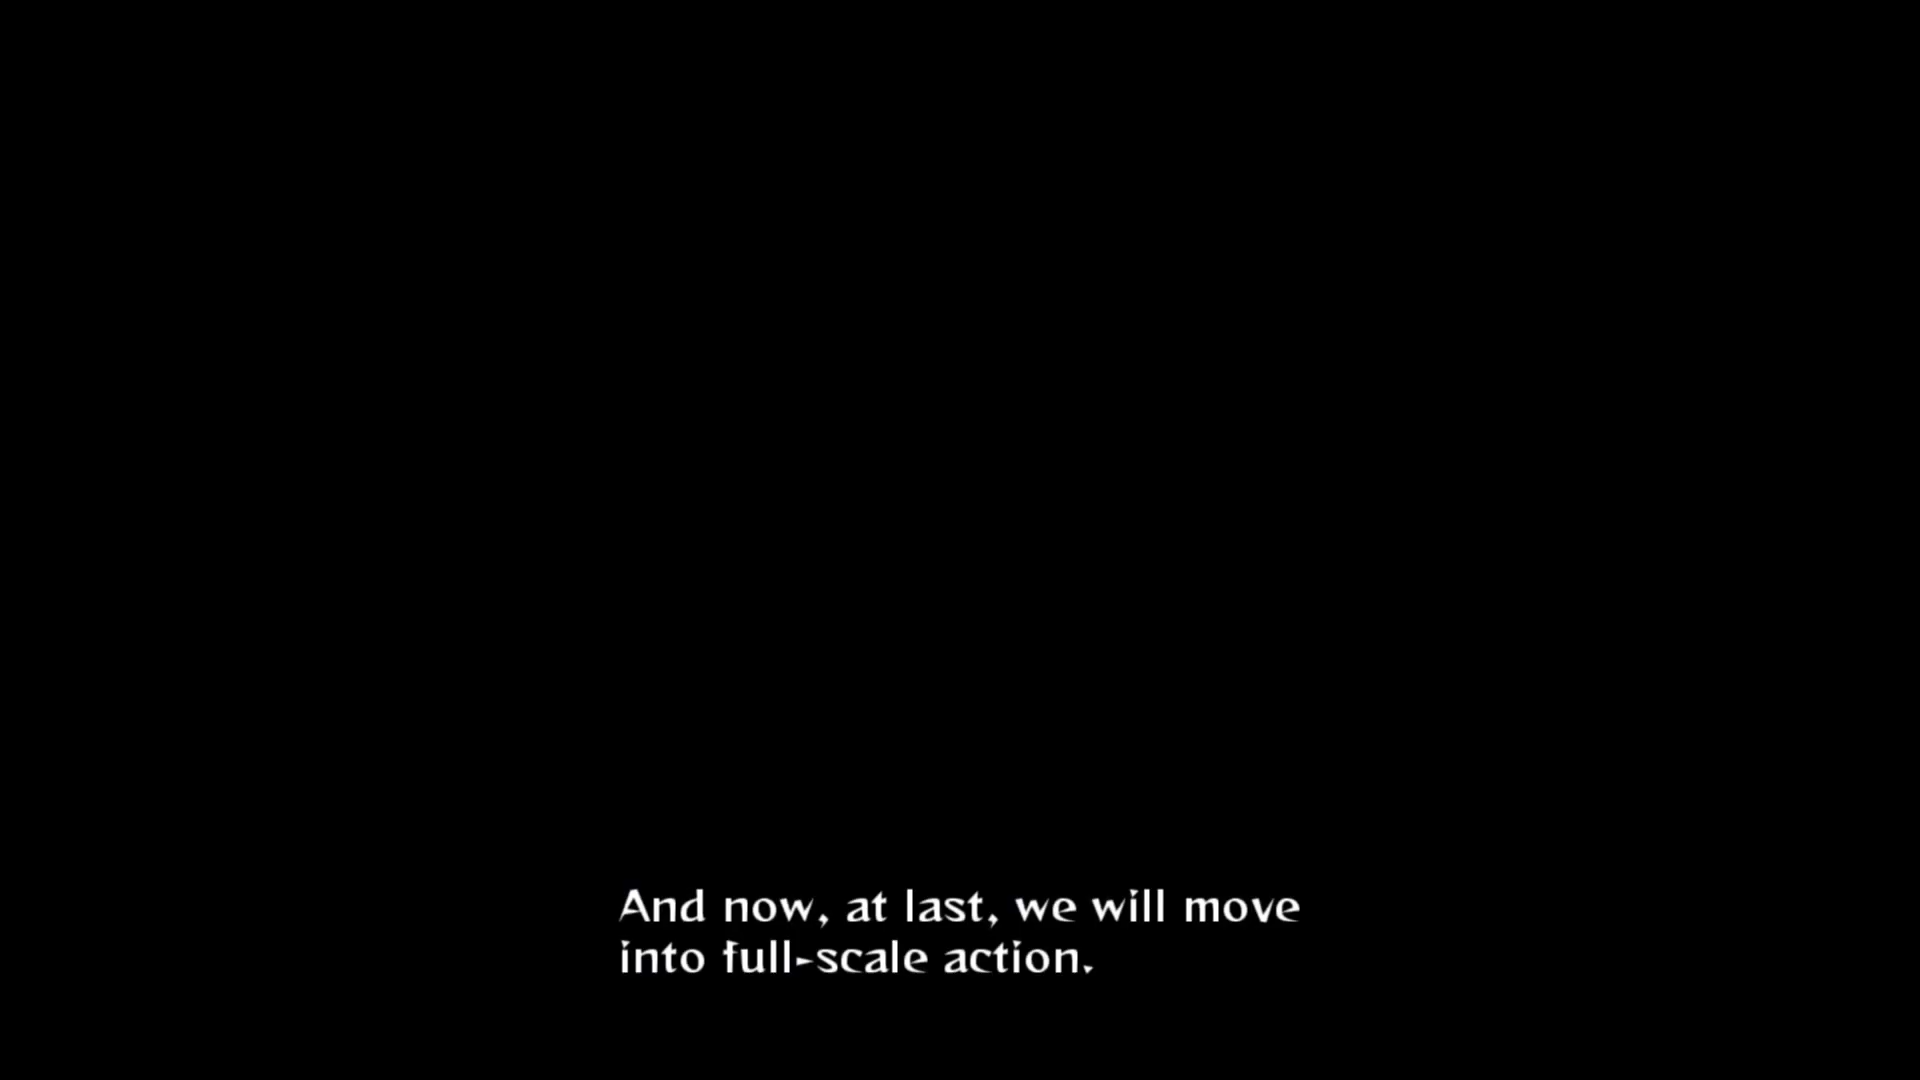 And now, at last, we will move
into full-scale action.